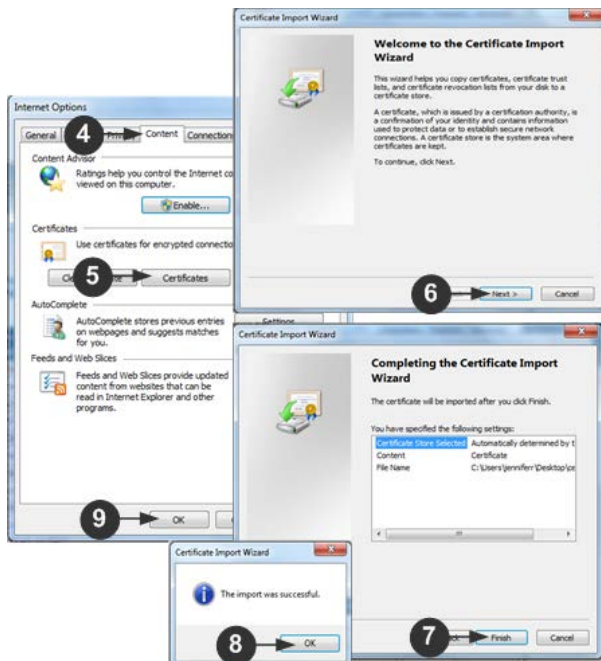 Certificate Import Wizard
Welcome to the Certificate Import
Wizard
This wizard helps you copy certificates, certificate trust
lists, and certificate revocation lists from your disk to a
certificate store.
A certificate, which is issued by a certification authority, is
a confirmation of your identity and contains information
used to protect data or to establish secure network
connections. A certificate store is the system area where
certificates are kept.
To continue, click Next.
6
Next >
Cancel
Internet Options
General
4
Content
Connection
Content Advisor
Ratings help you control the Internet co
viewed on this computer.
Enable...
Certificates
Use certificates for encrypted connectio
5
Certificates
AutoComplete
AutoComplete stores previous entries
on webpages and suggests matches
for you.
Settings
Feeds and Web Slices
Feeds and Web Slices provide updated
content from websites that can be
read in Internet Explorer and other
programs.
9
OK
Certificate Import Wizard
Completing the Certificate Import
Wizard
The certificate will be imported after you click Finish.
You have specified the following settings:
Certificate Store Selected Automatically determined by t
Content Certificate
File Name C:\Users\jenniferr\Desktop\ce
7
Finish
Cancel
Certificate Import Wizard
The import was successful.
8
OK